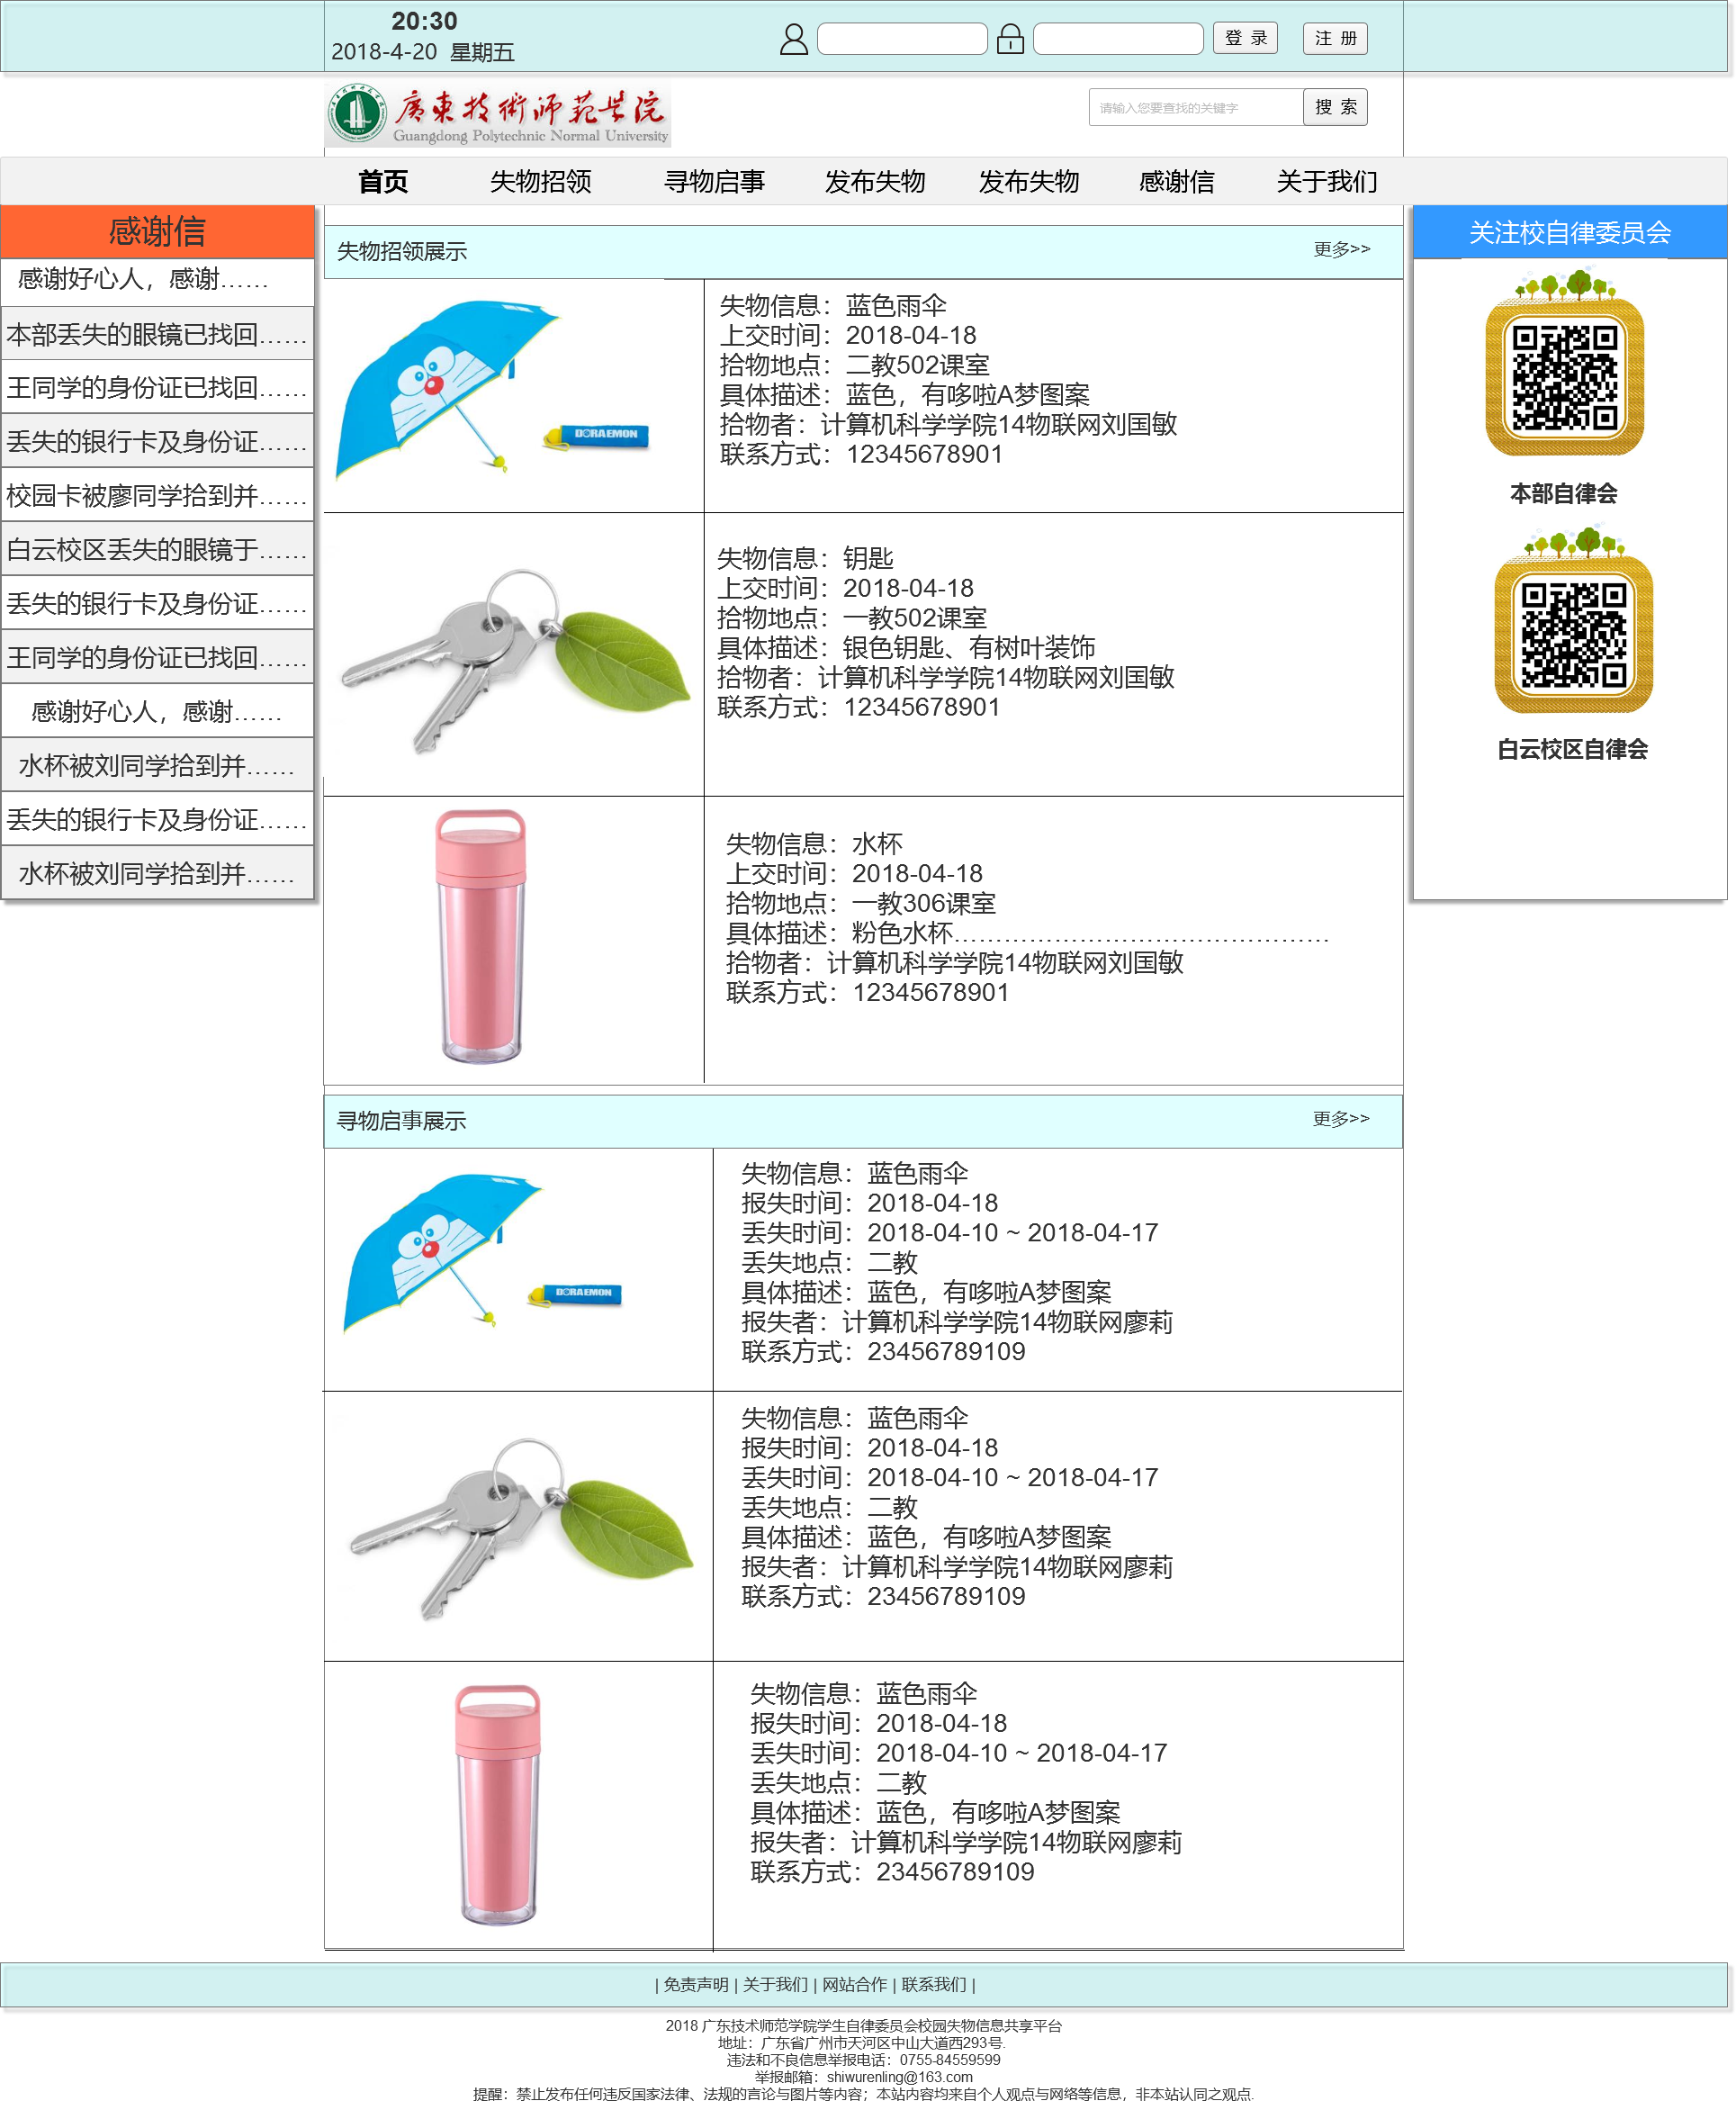 20:30
2018-4-20 星期五
登 录
注 册
廣東技術師范学院
Guangdong Polytechnic Normal University
请输入您要查找的关键字
搜 索
首页
失物招领
寻物启事
发布失物
发布失物
感谢信
关于我们
感谢信
感谢好心人，感谢……
本部丢失的眼镜已找回……
王同学的身份证已找回……
丢失的银行卡及身份证……
校园卡被廖同学拾到并……
白云校区丢失的眼镜于……
丢失的银行卡及身份证……
王同学的身份证已找回……
感谢好心人，感谢……
水杯被刘同学拾到并……
丢失的银行卡及身份证……
水杯被刘同学拾到并……
失物招领展示
更多>>
DORAEMON
失物信息：蓝色雨伞
上交时间：2018-04-18
拾物地点：二教502课室
具体描述：蓝色，有哆啦A梦图案
拾物者：计算机科学学院14物联网刘国敏
联系方式：12345678901
失物信息：钥匙
上交时间：2018-04-18
拾物地点：一教502课室
具体描述：银色钥匙、有树叶装饰
拾物者：计算机科学学院14物联网刘国敏
联系方式：12345678901
失物信息：水杯
上交时间：2018-04-18
拾物地点：一教306课室
具体描述：粉色水杯………………………………………
拾物者：计算机科学学院14物联网刘国敏
联系方式：12345678901
关注校自律委员会
本部自律会
白云校区自律会
寻物启事展示
更多>>
DORAEMON
失物信息：蓝色雨伞
报失时间：2018-04-18
丢失时间：2018-04-10 ~ 2018-04-17
丢失地点：二教
具体描述：蓝色，有哆啦A梦图案
报失者：计算机科学学院14物联网廖莉
联系方式：23456789109
失物信息：蓝色雨伞
报失时间：2018-04-18
丢失时间：2018-04-10 ~ 2018-04-17
丢失地点：二教
具体描述：蓝色，有哆啦A梦图案
报失者：计算机科学学院14物联网廖莉
联系方式：23456789109
失物信息：蓝色雨伞
报失时间：2018-04-18
丢失时间：2018-04-10 ~ 2018-04-17
丢失地点：二教
具体描述：蓝色，有哆啦A梦图案
报失者：计算机科学学院14物联网廖莉
联系方式：23456789109
| 免责声明 | 关于我们 | 网站合作 | 联系我们 |
2018 广东技术师范学院学生自律委员会校园失物信息共享平台
地址：广东省广州市天河区中山大道西293号.
违法和不良信息举报电话：0755-84559599
举报邮箱：shiwurenling@163.com
提醒：禁止发布任何违反国家法律、法规的言论与图片等内容；本站内容均来自个人观点与网络等信息，非本站认同之观点.